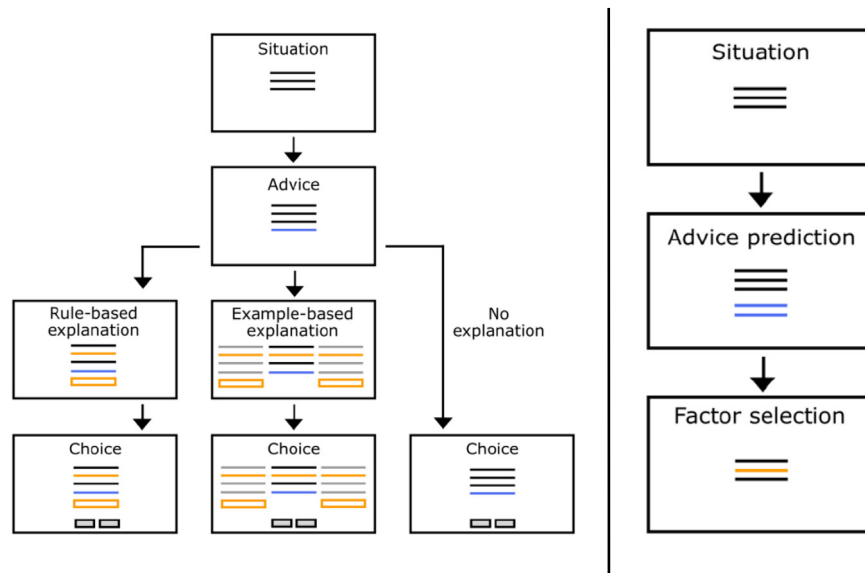 Situation
Advice
Rule-based
explanation
Example-based
explanation
No
explanation
Choice
Choice
Choice
Situation
Advice prediction
Factor selection